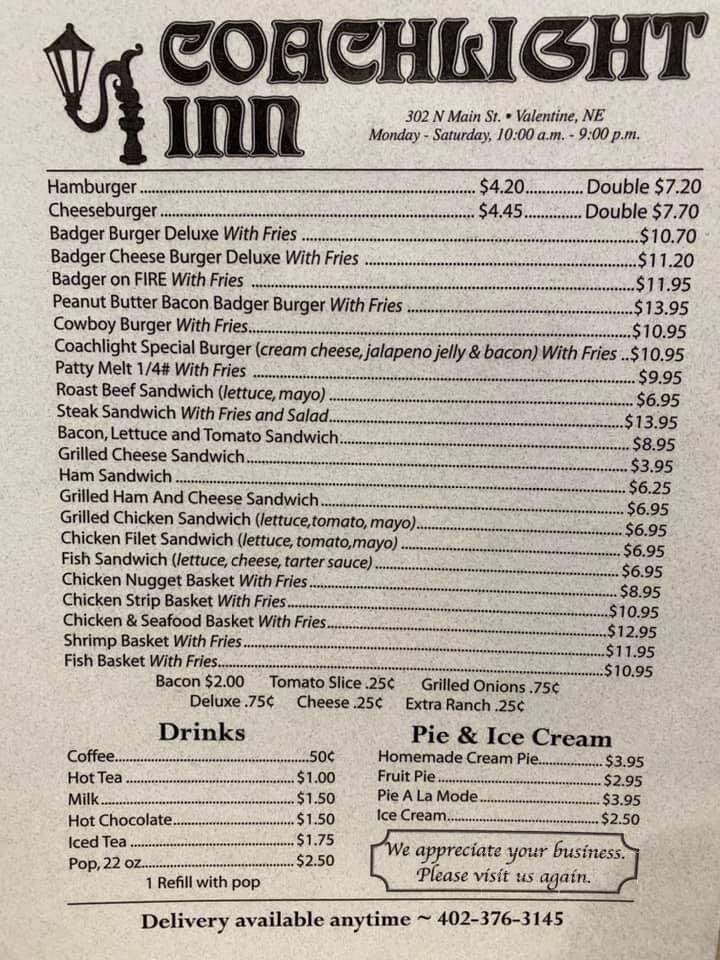 COACHLIGHT
INN
302 N Main St. • Valentine, NE
Monday - Saturday, 10:00 a.m. - 9:00 p.m.
Hamburger $4.20 Double $7.20
Cheeseburger $4.45 Double $7.70
Badger Burger Deluxe With Fries $10.70
Badger Cheese Burger Deluxe With Fries $11.20
Badger on FIRE With Fries $11.95
Peanut Butter Bacon Badger Burger With Fries $13.95
Cowboy Burger With Fries $10.95
Coachlight Special Burger (cream cheese, jalapeno jelly & bacon) With Fries $10.95
Patty Melt 1/4# With Fries $9.95
Roast Beef Sandwich (lettuce, mayo) $6.95
Steak Sandwich With Fries and Salad $13.95
Bacon, Lettuce and Tomato Sandwich $8.95
Grilled Cheese Sandwich $3.95
Ham Sandwich $6.25
Grilled Ham And Cheese Sandwich $6.95
Grilled Chicken Sandwich (lettuce,tomato, mayo) $6.95
Chicken Filet Sandwich (lettuce, tomato,mayo) $6.95
Fish Sandwich (lettuce, cheese, tarter sauce) $6.95
Chicken Nugget Basket With Fries $8.95
Chicken Strip Basket With Fries $10.95
Chicken & Seafood Basket With Fries $12.95
Shrimp Basket With Fries $11.95
Fish Basket With Fries $10.95
Bacon $2.00 Tomato Slice .25¢ Grilled Onions .75¢
Deluxe .75¢ Cheese .25¢ Extra Ranch .25¢
Drinks
Coffee .50¢
Hot Tea $1.00
Milk $1.50
Hot Chocolate $1.50
Iced Tea $1.75
Pop, 22 oz. $2.50
1 Refill with pop
Pie & Ice Cream
Homemade Cream Pie $3.95
Fruit Pie $2.95
Pie A La Mode $3.95
Ice Cream $2.50
We appreciate your business.
Please visit us again.
Delivery available anytime ~ 402-376-3145